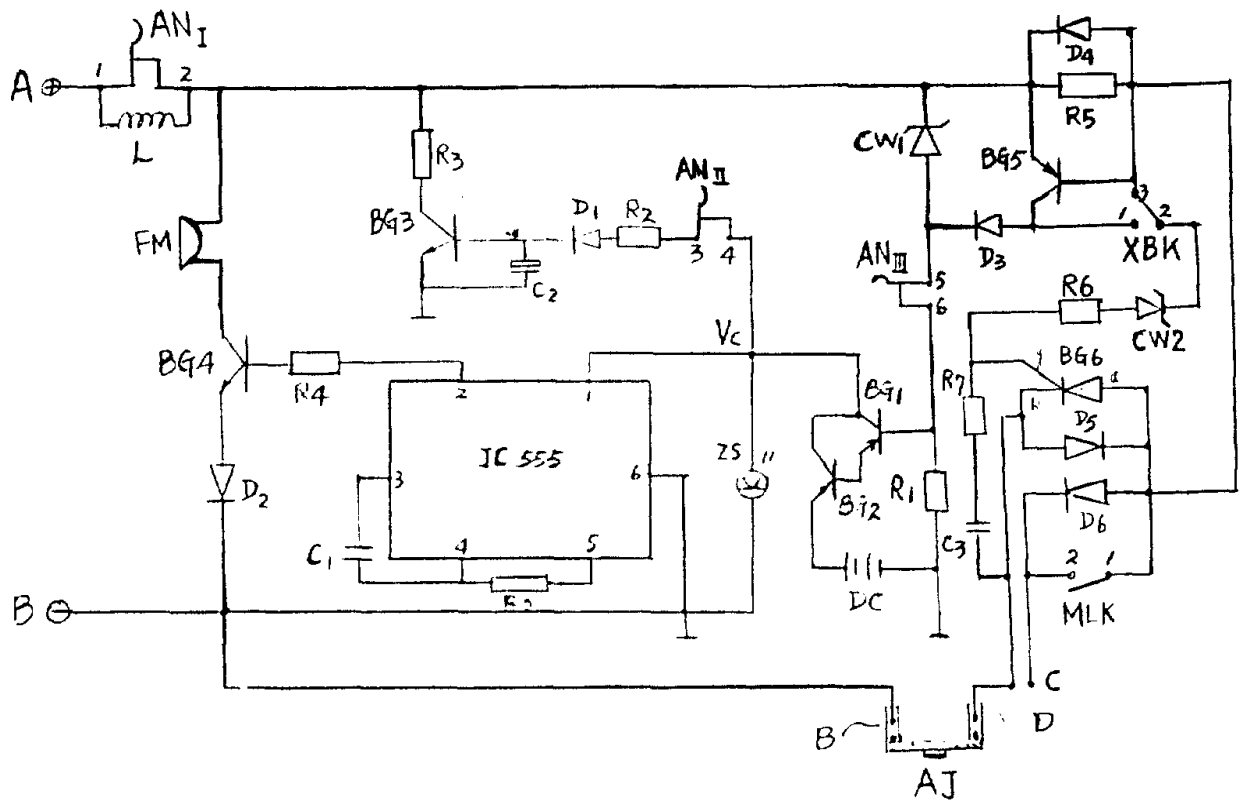 AN I
D4
A ⊕
1
2
L
R5
CW1
BG5
R3
AN II
BG3
D1
R2
3
1
2
FM
3
4
D3
XBK
AN III
C2
5
R6
6
Vc
CW2
BG4
BG6
R4
2
1
BG1
R7
D5
IC 555
ZS
3
6
BG2
R1
D2
D6
C3
C1
4
5
2
1
DC
B ⊖
MLK
C
B
D
AJ